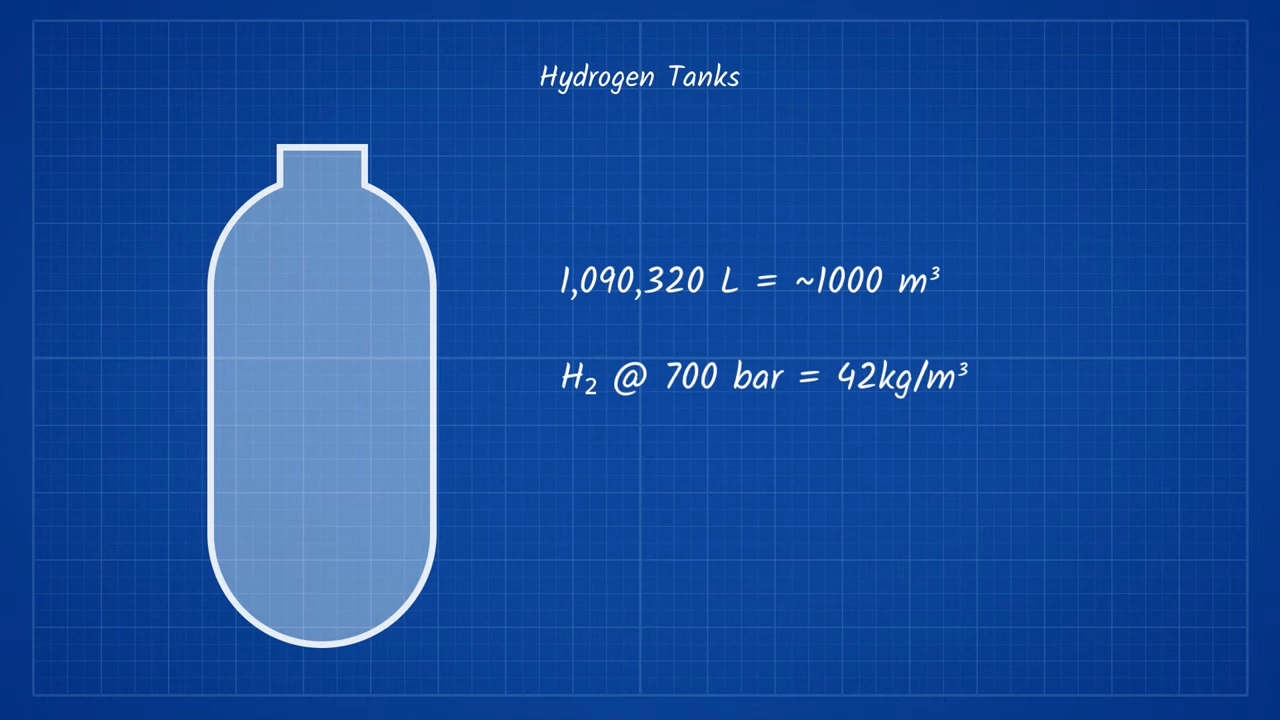 Hydrogen Tanks
1,090,320 L = ~1000 m³
H₂ @ 700 bar = 42kg/m³